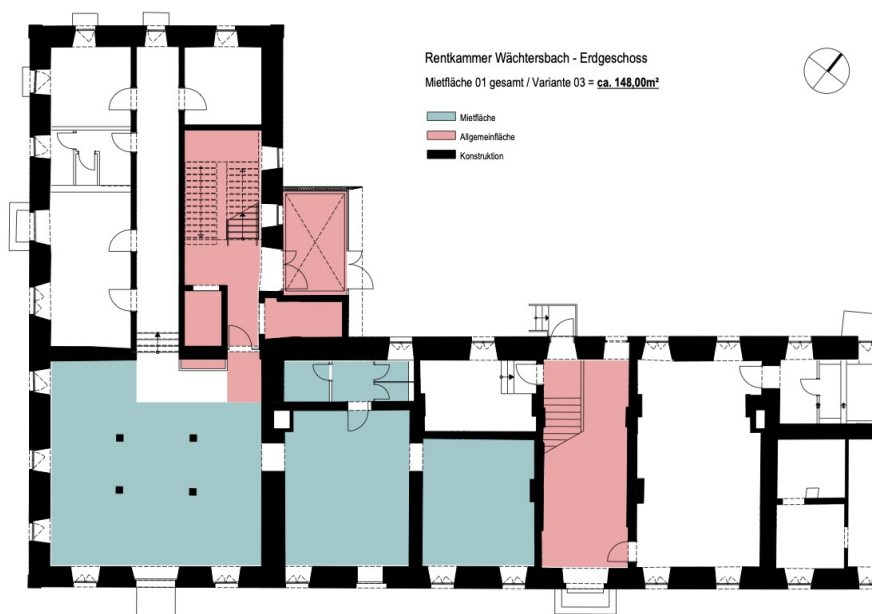 Rentkammer Wächtersbach - Erdgeschoss
Mietfläche 01 gesamt / Variante 03 = ca. 148,00m²
Mietfläche
Allgemeinfläche
Konstruktion